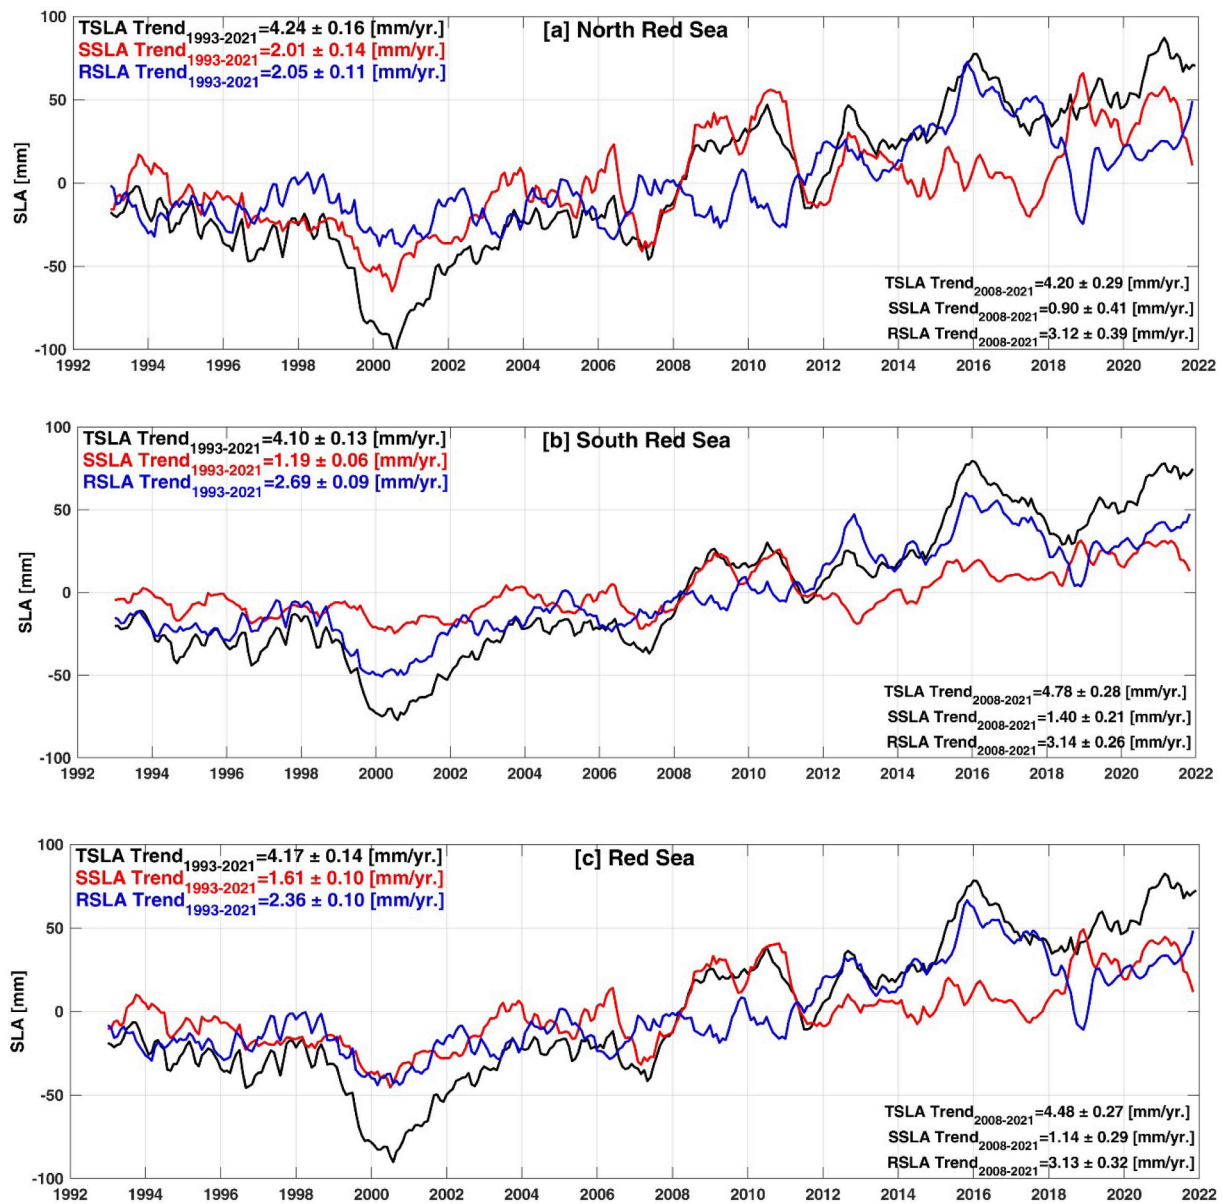 TSLA Trend1993-2021=4.24 ± 0.16 [mm/yr.]
[a] North Red Sea
SSLA Trend1993-2021=2.01 ± 0.14 [mm/yr.]
RSLA Trend1993-2021=2.05 ± 0.11 [mm/yr.]
100
50
0
-50
-100
SLA [mm]
TSLA Trend2008-2021=4.20 ± 0.29 [mm/yr.]
SSLA Trend2008-2021=0.90 ± 0.41 [mm/yr.]
RSLA Trend2008-2021=3.12 ± 0.39 [mm/yr.]
1992 1994 1996 1998 2000 2002 2004 2006 2008 2010 2012 2014 2016 2018 2020 2022
TSLA Trend1993-2021=4.10 ± 0.13 [mm/yr.]
[b] South Red Sea
SSLA Trend1993-2021=1.19 ± 0.06 [mm/yr.]
RSLA Trend1993-2021=2.69 ± 0.09 [mm/yr.]
100
50
0
-50
-100
SLA [mm]
TSLA Trend2008-2021=4.78 ± 0.28 [mm/yr.]
SSLA Trend2008-2021=1.40 ± 0.21 [mm/yr.]
RSLA Trend2008-2021=3.14 ± 0.26 [mm/yr.]
1992 1994 1996 1998 2000 2002 2004 2006 2008 2010 2012 2014 2016 2018 2020 2022
TSLA Trend1993-2021=4.17 ± 0.14 [mm/yr.]
[c] Red Sea
SSLA Trend1993-2021=1.61 ± 0.10 [mm/yr.]
RSLA Trend1993-2021=2.36 ± 0.10 [mm/yr.]
100
50
0
-50
-100
SLA [mm]
TSLA Trend2008-2021=4.48 ± 0.27 [mm/yr.]
SSLA Trend2008-2021=1.14 ± 0.29 [mm/yr.]
RSLA Trend2008-2021=3.13 ± 0.32 [mm/yr.]
1992 1994 1996 1998 2000 2002 2004 2006 2008 2010 2012 2014 2016 2018 2020 2022